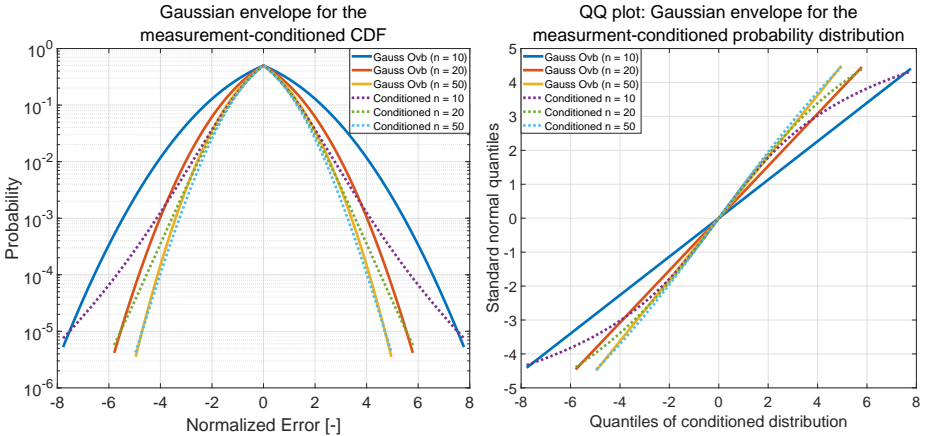 Gaussian envelope for the
measurement-conditioned CDF
10^0
10^-1
10^-2
10^-3
10^-4
10^-5
10^-6
Probability
-8 -6 -4 -2 0 2 4 6 8
Normalized Error [-]
Gauss Ovb (n = 10)
Gauss Ovb (n = 20)
Gauss Ovb (n = 50)
Conditioned n = 10
Conditioned n = 20
Conditioned n = 50
QQ plot: Gaussian envelope for the
measurment-conditioned probability distribution
5
4
3
2
1
0
-1
-2
-3
-4
-5
Standard normal quantiles
-8 -6 -4 -2 0 2 4 6 8
Quantiles of conditioned distribution
Gauss Ovb (n = 10)
Gauss Ovb (n = 20)
Gauss Ovb (n = 50)
Conditioned n = 10
Conditioned n = 20
Conditioned n = 50